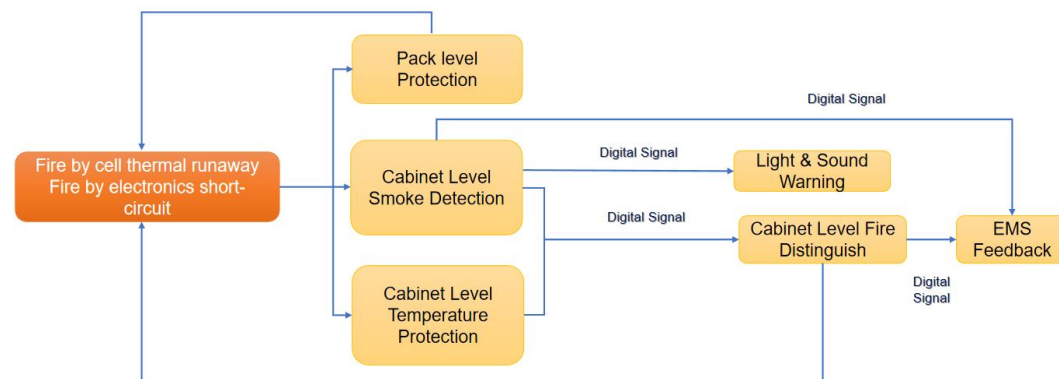 Pack level
Protection
Digital Signal
Fire by cell thermal runaway
Fire by electronics short-
circuit
Cabinet Level
Smoke Detection
Digital Signal
Light & Sound
Warning
Digital Signal
Cabinet Level Fire
Distinguish
EMS
Feedback
Digital
Signal
Cabinet Level
Temperature
Protection